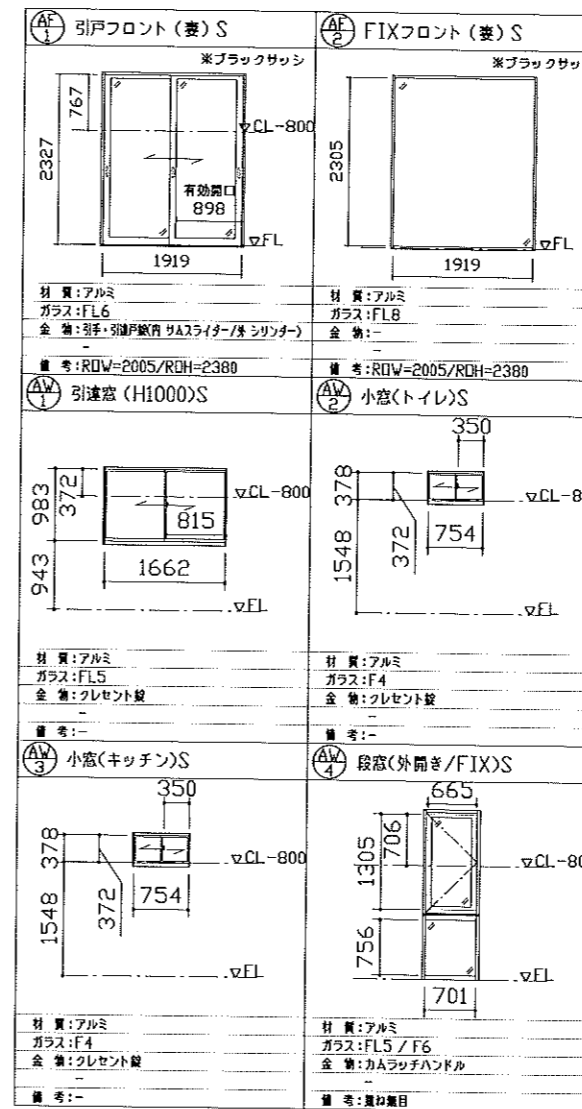 AF 1 引戸フロント(妻)S
※ブラックサッシ
767
2327
▽CL-800
有効開口
898
▽FL
1919
材 質:アルミ
ガラス:FL6
金 物:引手・引違戸錠(内 サムスライダー/外 シリンダー)
-
備 考:ROW=2005/ROH=2380
AF 2 FIXフロント(妻)S
※ブラックサッ
2305
▽FL
1919
材 質:アルミ
ガラス:FL8
金 物:-
-
備 考:ROW=2005/ROH=2380
AW 1 引違窓(H1000)S
983
372
▽CL-800
815
943
1662
▽FL
材 質:アルミ
ガラス:FL5
金 物:クレセント錠
-
備 考:-
AW 2 小窓(トイレ)S
350
378
▽CL-8
1548
372
754
▽FL
材 質:アルミ
ガラス:F4
金 物:クレセント錠
-
備 考:-
AW 3 小窓(キッチン)S
350
378
▽CL-800
1548
372
754
▽FL
材 質:アルミ
ガラス:F4
金 物:クレセント錠
-
備 考:-
AW 4 段窓(外開き/FIX)S
665
1305
706
▽CL-80
756
▽FL
701
材 質:アルミ
ガラス:FL5 / F6
金 物:カムラッチハンドル
-
備 考:重ね無目